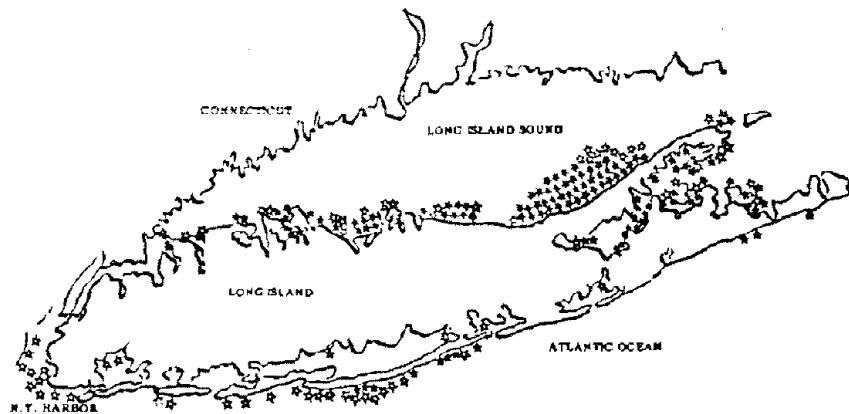 CONNECTICUT
LONG ISLAND SOUND
LONG ISLAND
ATLANTIC OCEAN
N.Y. HARBOR